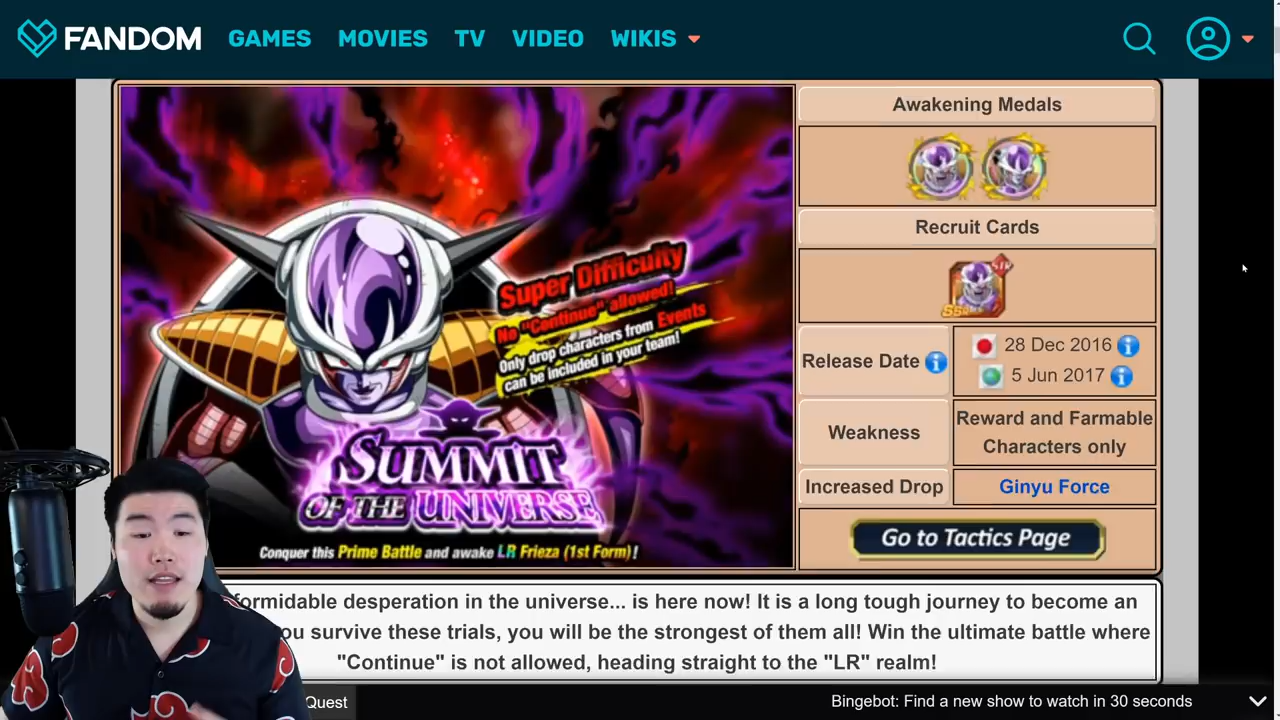 FANDOM GAMES MOVIES TV VIDEO WIKIS
Super Difficulty
No "Continue" allowed!
Only drop characters from Events
can be included in your team!
SUMMIT
OF THE UNIVERSE
Conquer this Prime Battle and awake LR Frieza (1st Form)!
Awakening Medals
Recruit Cards
SSR
STR
Release Date
28 Dec 2016
5 Jun 2017
Weakness
Reward and Farmable
Characters only
Increased Drop
Ginyu Force
Go to Tactics Page
formidable desperation in the universe... is here now! It is a long tough journey to become an
ou survive these trials, you will be the strongest of them all! Win the ultimate battle where
"Continue" is not allowed, heading straight to the "LR" realm!
Quest
Bingebot: Find a new show to watch in 30 seconds